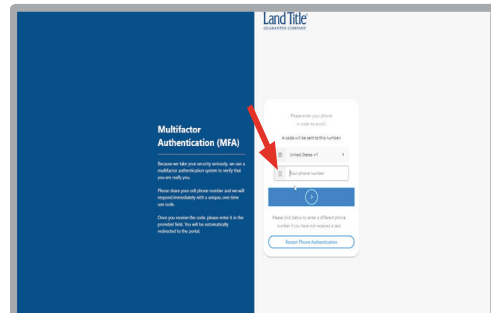 Land Title
GUARANTEE COMPANY
Multifactor
Authentication (MFA)
Because we take your security seriously, we use a
multifactor authentication system to verify that
you are really you.
Please share your cell phone number and we will
respond immediately with a unique, one-time
use code.
Once you receive the code, please enter it in the
provided field. You will be automatically
redirected to the portal.
Please enter your phone
in order to enroll.
A code will be sent to this number.
United States +1
Your phone number
Please click below to enter a different phone
number if you have not received a text.
Restart Phone Authentication